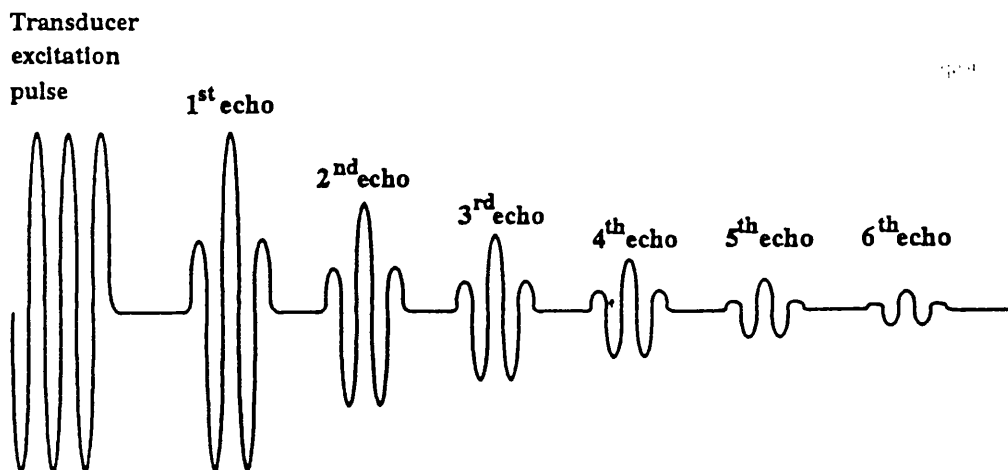 Transducer
excitation
pulse
1st echo
2nd echo
3rd echo
4th echo
5th echo
6th echo